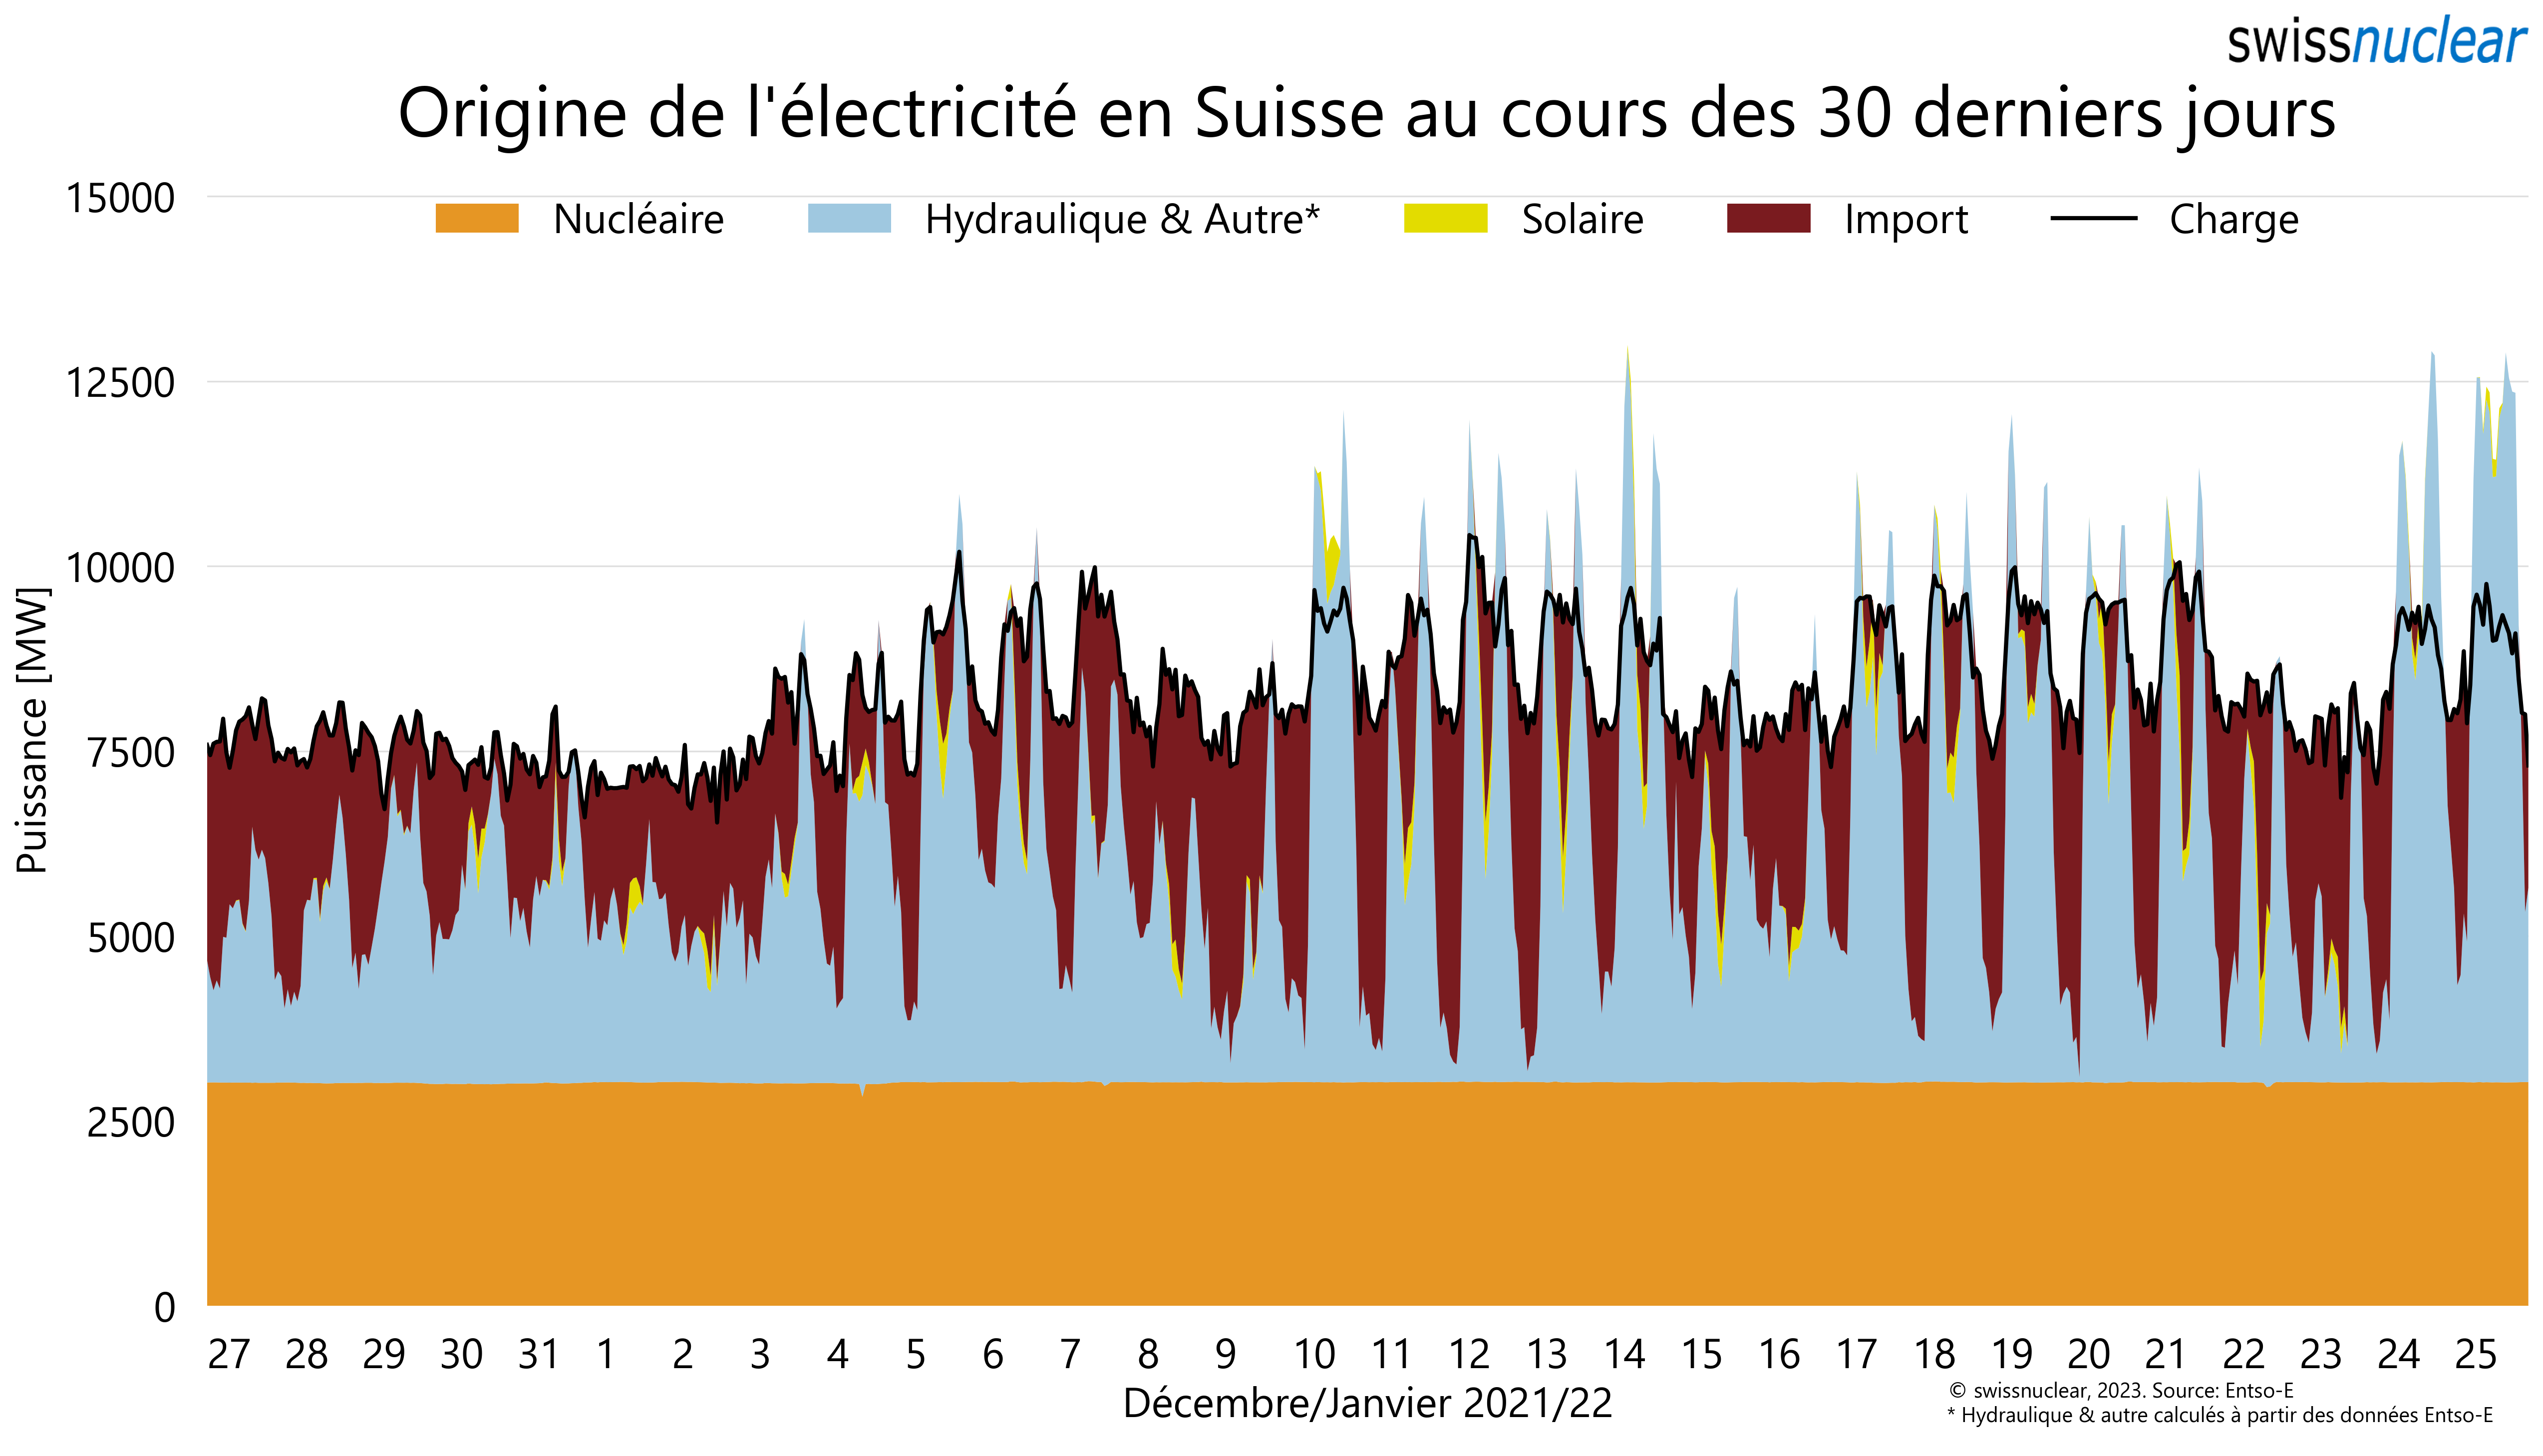 swissnuclear
Origine de l'électricité en Suisse au cours des 30 derniers jours
15000
Nucléaire Hydraulique & Autre* Solaire Import Charge
12500
10000
7500
5000
2500
0
Puissance [MW]
27 28 29 30 31 1 2 3 4 5 6 7 8 9 10 11 12 13 14 15 16 17 18 19 20 21 22 23 24 25
Décembre/Janvier 2021/22
© swissnuclear, 2023. Source: Entso-E
* Hydraulique & autre calculés à partir des données Entso-E